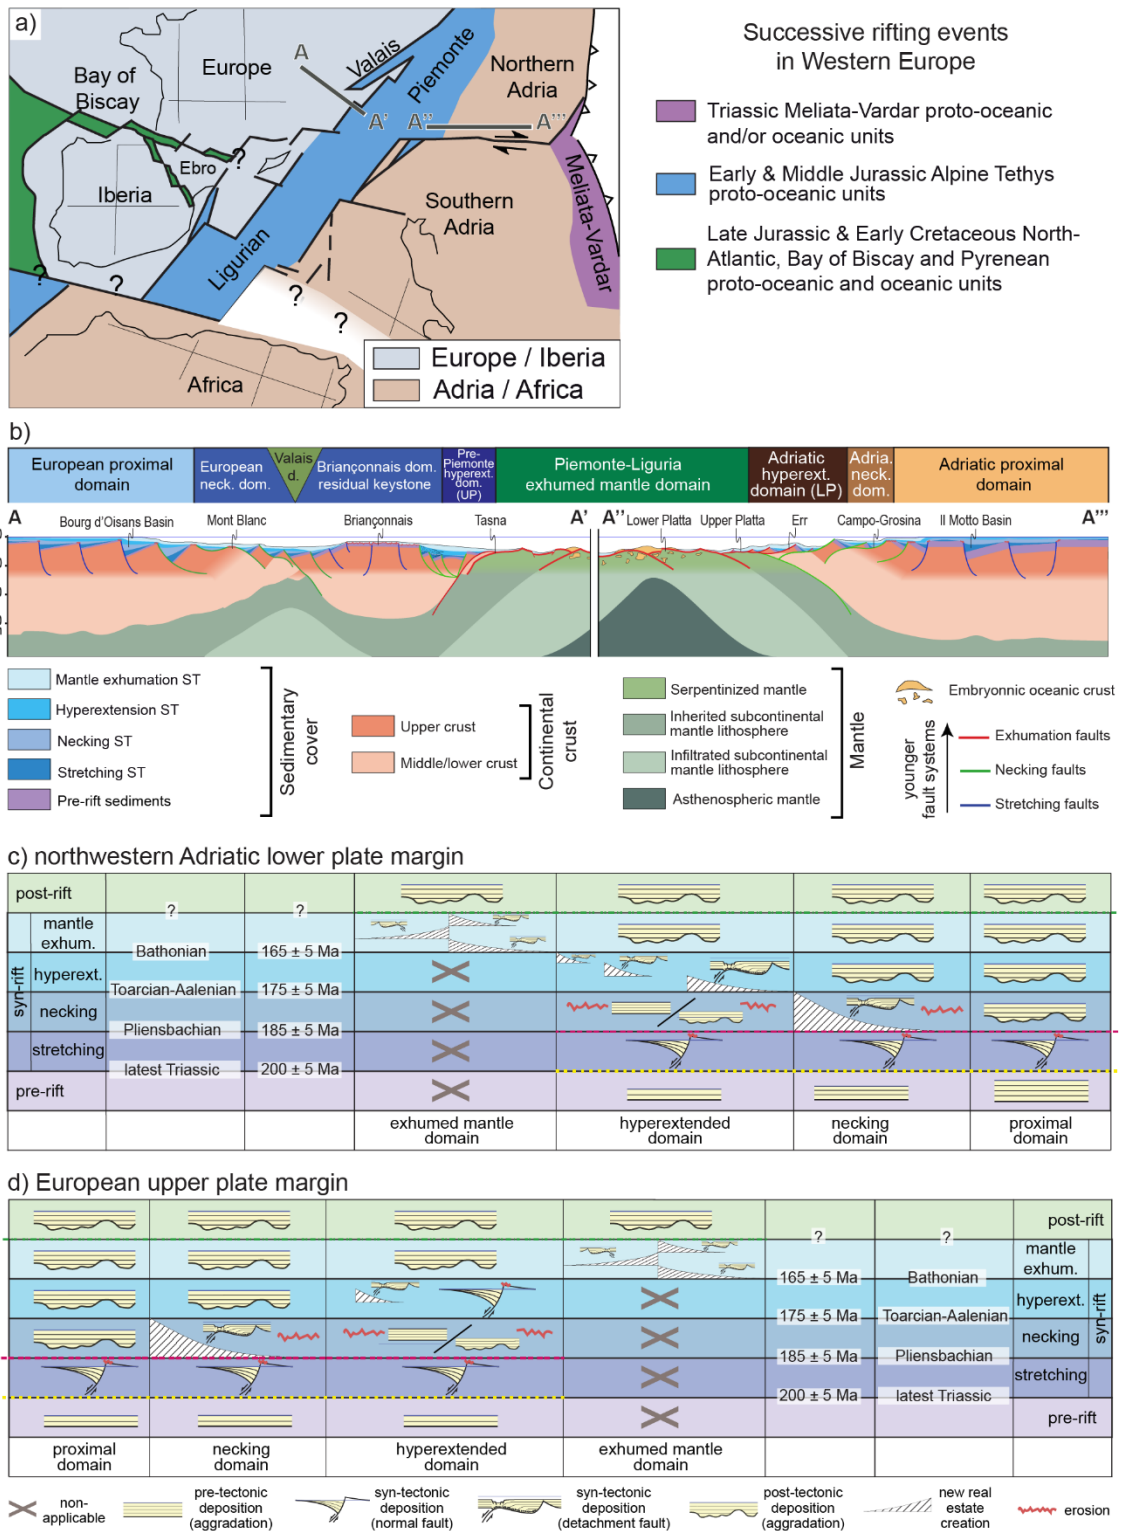 a)
Bay of
Biscay
Europe
Valais
Piemonte
Northern
Adria
A
A'
A''
A'''
?
Ebro
Iberia
Southern
Adria
Meliata-Vardar
Ligurian
?
?
?
?
Africa
Europe / Iberia
Adria / Africa
Successive rifting events
in Western Europe
Triassic Meliata-Vardar proto-oceanic
and/or oceanic units
Early & Middle Jurassic Alpine Tethys
proto-oceanic units
Late Jurassic & Early Cretaceous North-
Atlantic, Bay of Biscay and Pyrenean
proto-oceanic and oceanic units
b)
European proximal
domain
European
neck. dom.
Valais
d.
Briançonnais dom.
residual keystone
Pre-
Piemonte
hyperext.
dom.
(UP)
Piemonte-Liguria
exhumed mantle domain
Adriatic
hyperext.
domain (LP)
Adria.
neck.
dom.
Adriatic proximal
domain
A
Bourg d'Oisans Basin
Mont Blanc
Briançonnais
Tasna
A'
A''
Lower Platta
Upper Platta
Err
Campo-Grosina
Il Motto Basin
A'''
Mantle exhumation ST
Hyperextension ST
Necking ST
Stretching ST
Pre-rift sediments
Sedimentary
cover
Upper crust
Middle/lower crust
Continental
crust
Serpentinized mantle
Inherited subcontinental
mantle lithosphere
Infiltrated subcontinental
mantle lithosphere
Asthenospheric mantle
Mantle
Embryonnic oceanic crust
younger
fault systems
Exhumation faults
Necking faults
Stretching faults
c) northwestern Adriatic lower plate margin
post-rift
?
?
syn-rift
mantle
exhum.
Bathonian
165 ± 5 Ma
hyperext.
Toarcian-Aalenian
175 ± 5 Ma
necking
Pliensbachian
185 ± 5 Ma
stretching
latest Triassic
200 ± 5 Ma
pre-rift
exhumed mantle
domain
hyperextended
domain
necking
domain
proximal
domain
d) European upper plate margin
post-rift
?
?
mantle
exhum.
syn-rift
165 ± 5 Ma
Bathonian
hyperext.
175 ± 5 Ma
Toarcian-Aalenian
necking
185 ± 5 Ma
Pliensbachian
stretching
200 ± 5 Ma
latest Triassic
pre-rift
proximal
domain
necking
domain
hyperextended
domain
exhumed mantle
domain
non-
applicable
pre-tectonic
deposition
(aggradation)
syn-tectonic
deposition
(normal fault)
syn-tectonic
deposition
(detachment fault)
post-tectonic
deposition
(aggradation)
new real
estate
creation
erosion